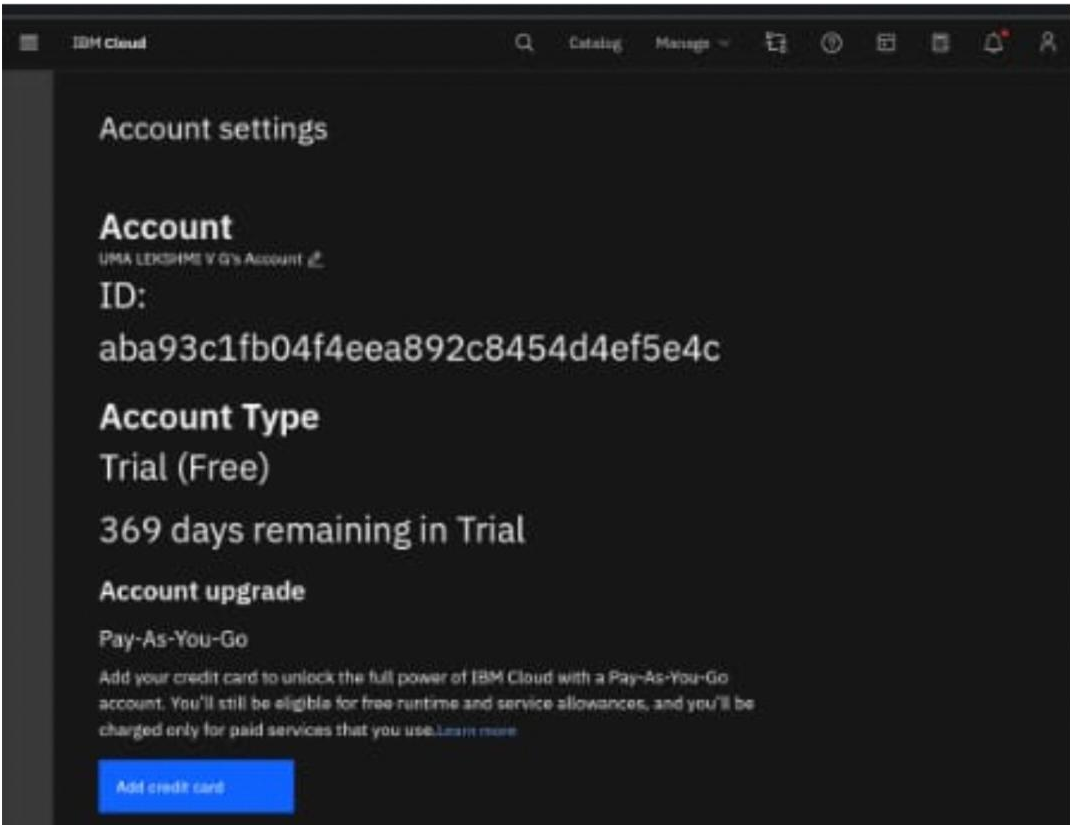 IBM Cloud
Catalog Manage
Account settings
Account
UMA LEKSHMI V G's Account
ID:
aba93c1fb04f4eea892c8454d4ef5e4c
Account Type
Trial (Free)
369 days remaining in Trial
Account upgrade
Pay-As-You-Go
Add your credit card to unlock the full power of IBM Cloud with a Pay-As-You-Go
account. You'll still be eligible for free runtime and service allowances, and you'll be
charged only for paid services that you use.Learn more
Add credit card